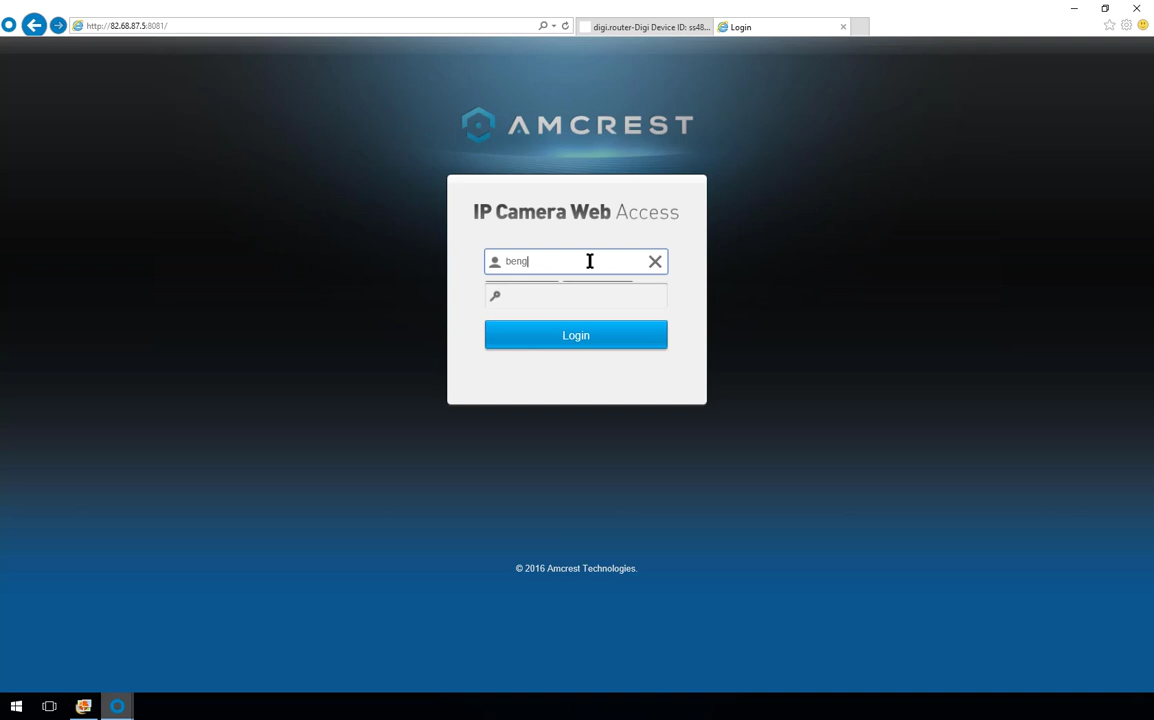 http://82.68.87.5:8081/
digi.router-Digi Device ID: ss48...
Login
AMCREST
IP Camera Web Access
beng
Login
© 2016 Amcrest Technologies.